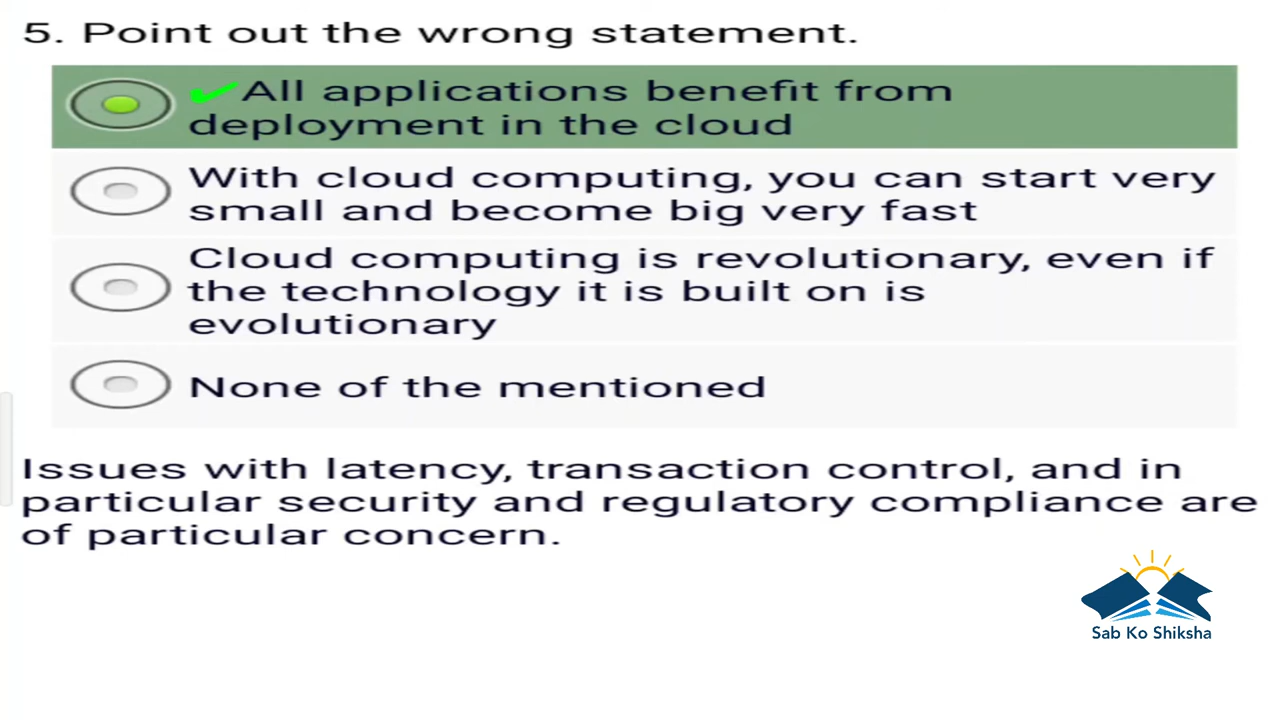 5. Point out the wrong statement.
✔All applications benefit from
deployment in the cloud
With cloud computing, you can start very
small and become big very fast
Cloud computing is revolutionary, even if
the technology it is built on is
evolutionary
None of the mentioned
Issues with latency, transaction control, and in
particular security and regulatory compliance are
of particular concern.
Sab Ko Shiksha